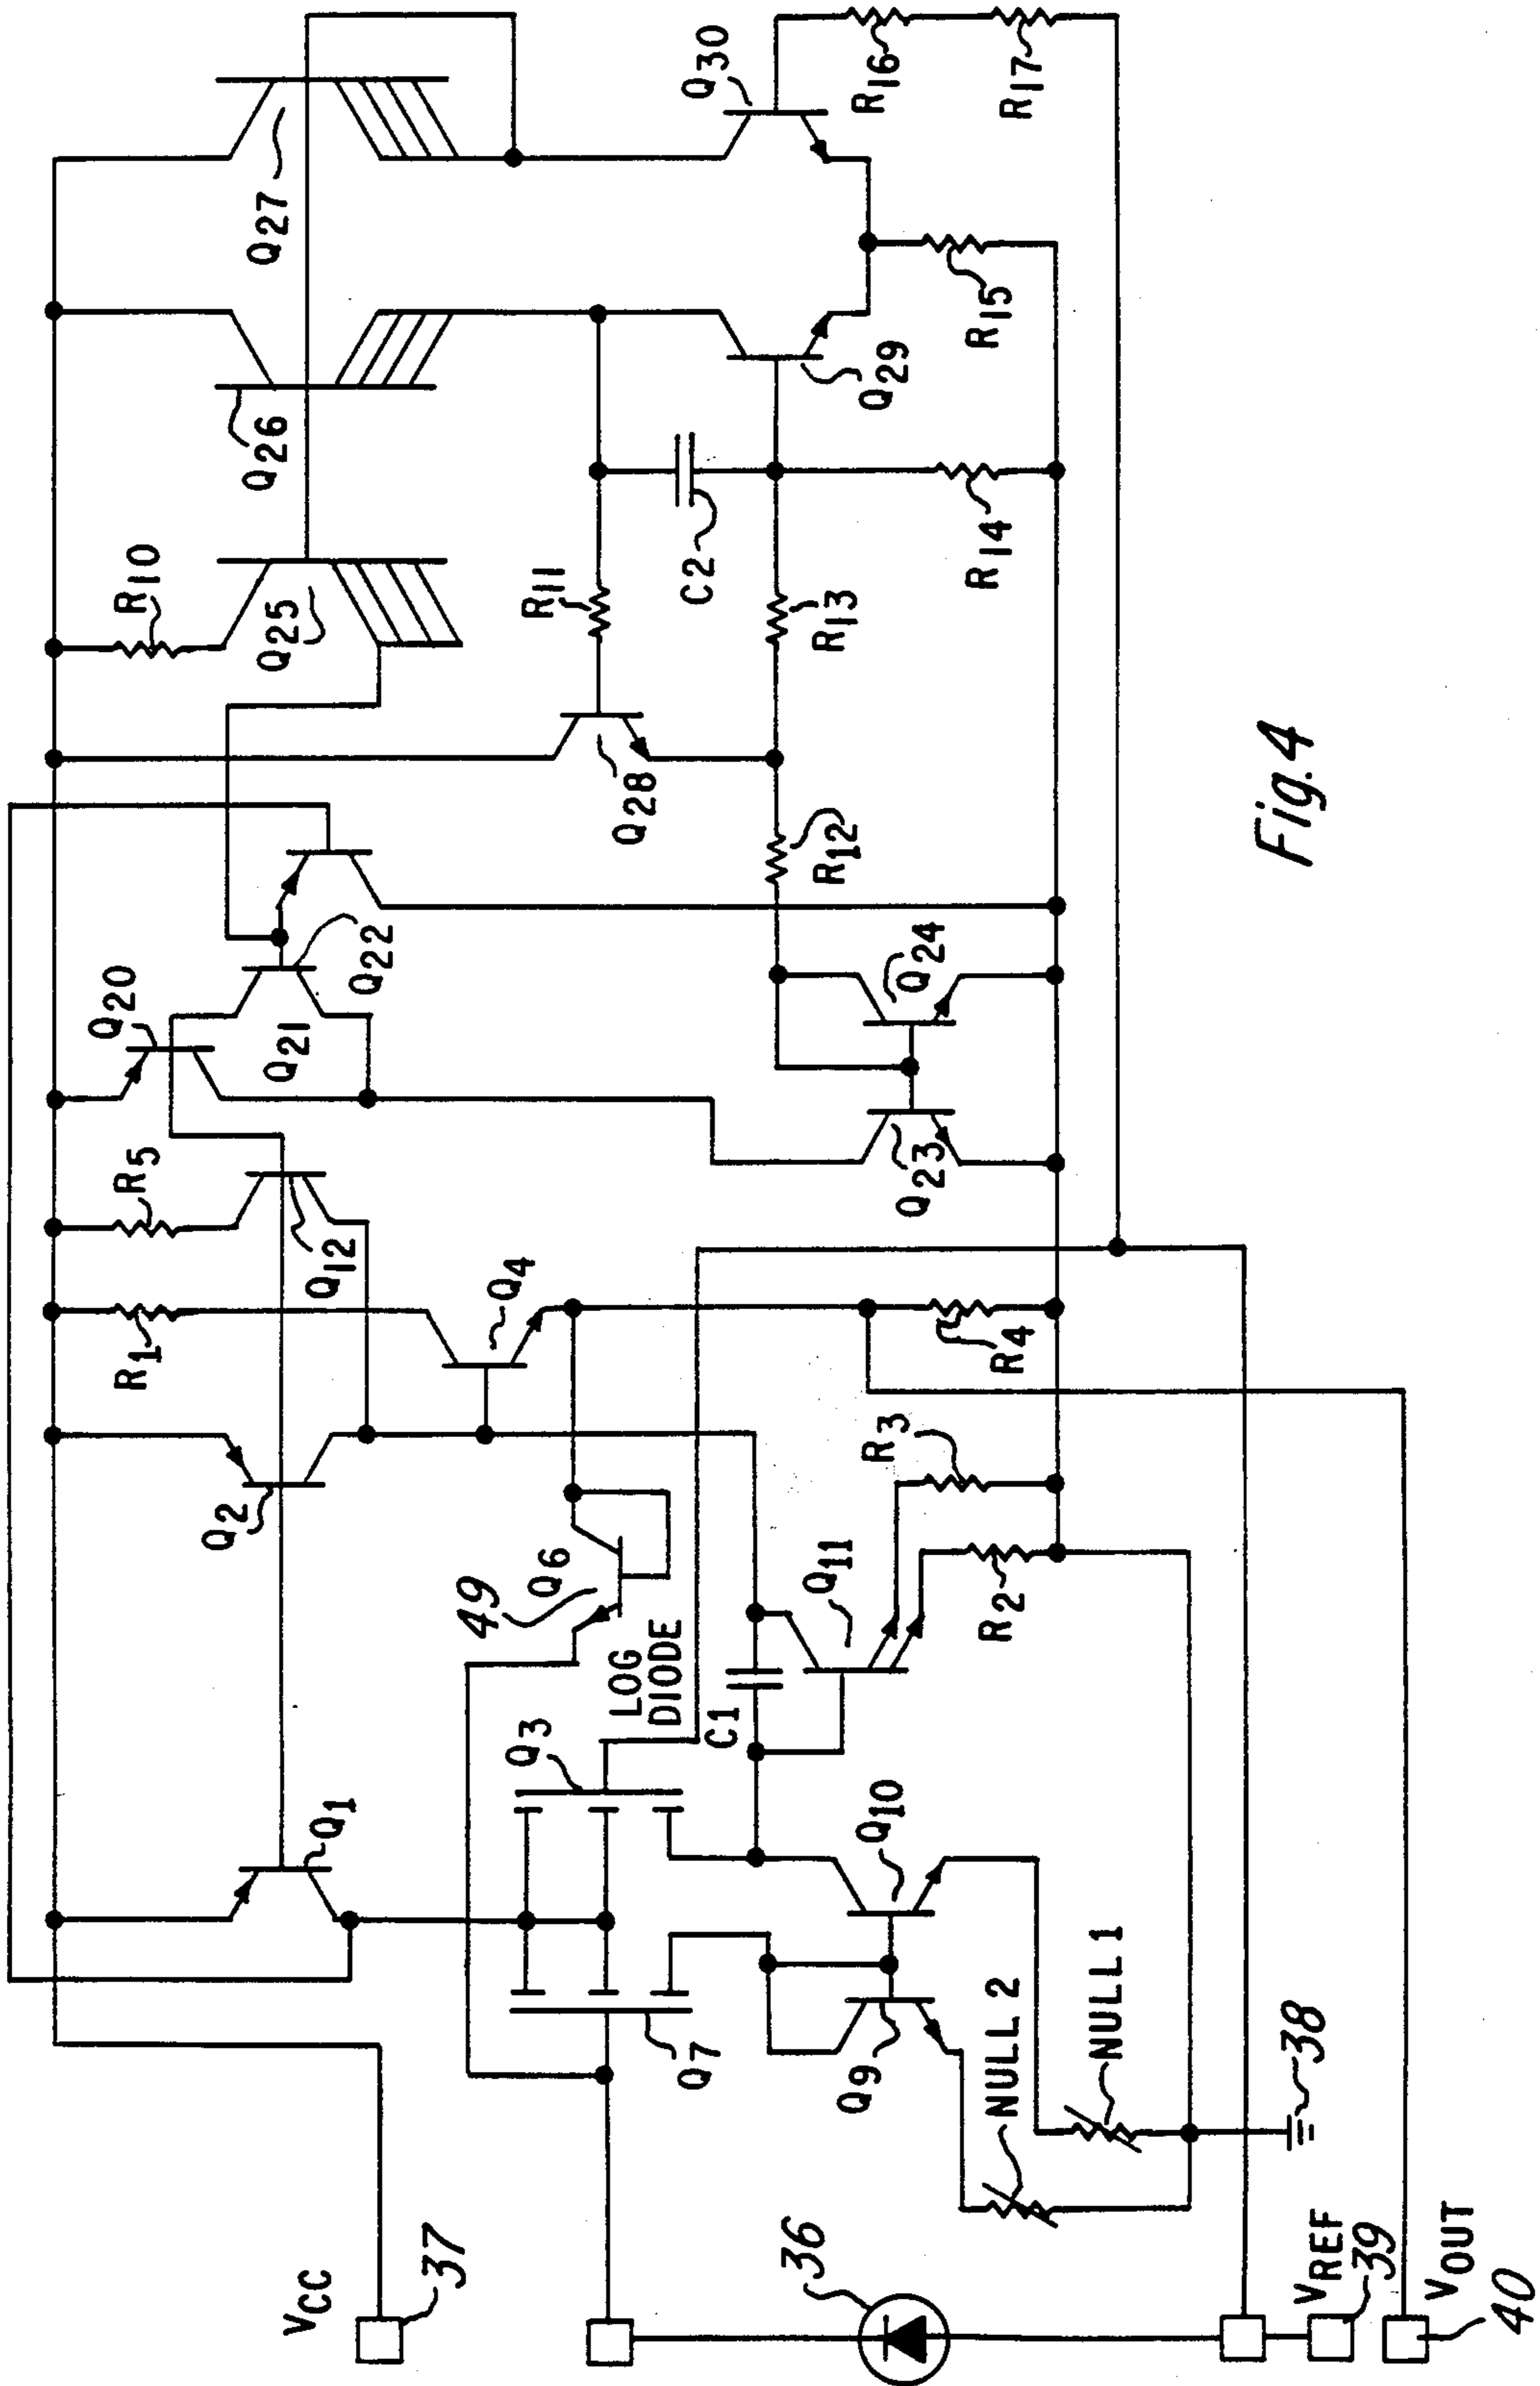 VCC
37
36
VREF
39
VOUT
40
38
NULL 2
NULL 1
Q1
Q7
Q3
Q9
Q10
C1
LOG
DIODE
49
Q6
Q11
R2
R3
Q2
R1
Q4
R4
R5
Q12
Q20
Q21
Q22
Q23
Q24
R12
Q28
R11
R13
C2
R10
Q25
Q26
Q27
R14
Q29
R15
Q30
R16
R17
Fig. 4